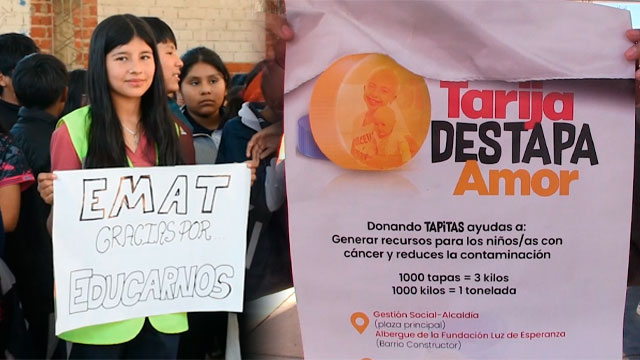 EMAT
GRACIAS POR...
EDUCARNOS
Tarija
DESTAPA
Amor
Donando TAPITAS ayudas a:
Generar recursos para los niños/as con
cáncer y reduces la contaminación
1000 tapas = 3 kilos
1000 kilos = 1 tonelada
Gestión Social-Alcaldía
(plaza principal)
Albergue de la Fundación Luz de Esperanza
(Barrio Constructor)